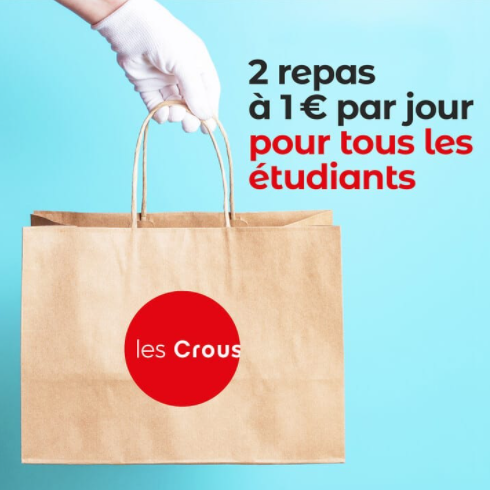 2 repas
à 1 € par jour
pour tous les
étudiants
les Crous